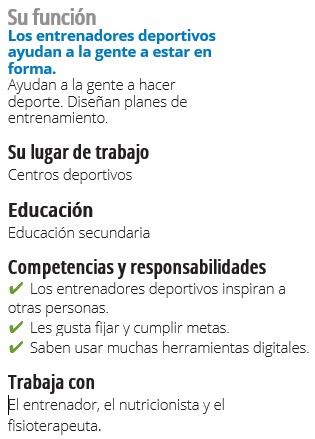 Su función
Los entrenadores deportivos
ayudan a la gente a estar en
forma.
Ayudan a la gente a hacer
deporte. Diseñan planes de
entrenamiento.
Su lugar de trabajo
Centros deportivos
Educación
Educación secundaria
Competencias y responsabilidades
✔ Los entrenadores deportivos inspiran a
otras personas.
✔ Les gusta fijar y cumplir metas.
✔ Saben usar muchas herramientas digitales.
Trabaja con
El entrenador, el nutricionista y el
fisioterapeuta.